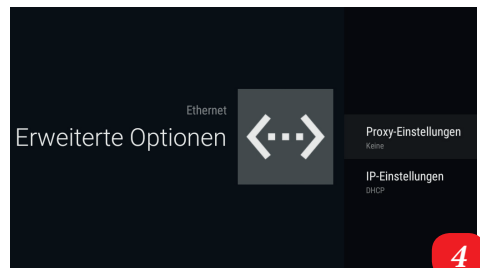 Ethernet
Erweiterte Optionen
Proxy-Einstellungen
Keine
IP-Einstellungen
DHCP
4